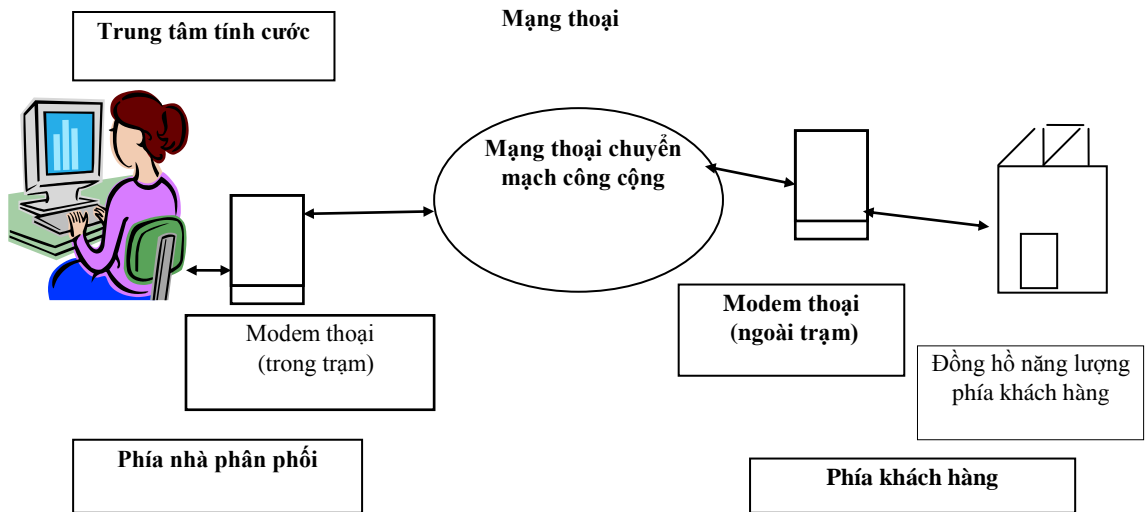 Mạng thoại
Trung tâm tính cước
Mạng thoại chuyển
mạch công cộng
Modem thoại
(trong trạm)
Modem thoại
(ngoài trạm)
Đồng hồ năng lượng
phía khách hàng
Phía nhà phân phối
Phía khách hàng